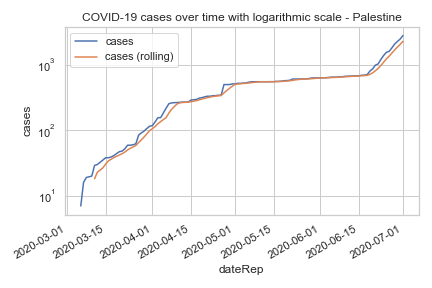 COVID-19 cases over time with logarithmic scale - Palestine
cases
cases (rolling)
10³
10²
10¹
cases
2020-03-01
2020-03-15
2020-04-01
2020-04-15
2020-05-01
2020-05-15
2020-06-01
2020-06-15
2020-07-01
dateRep